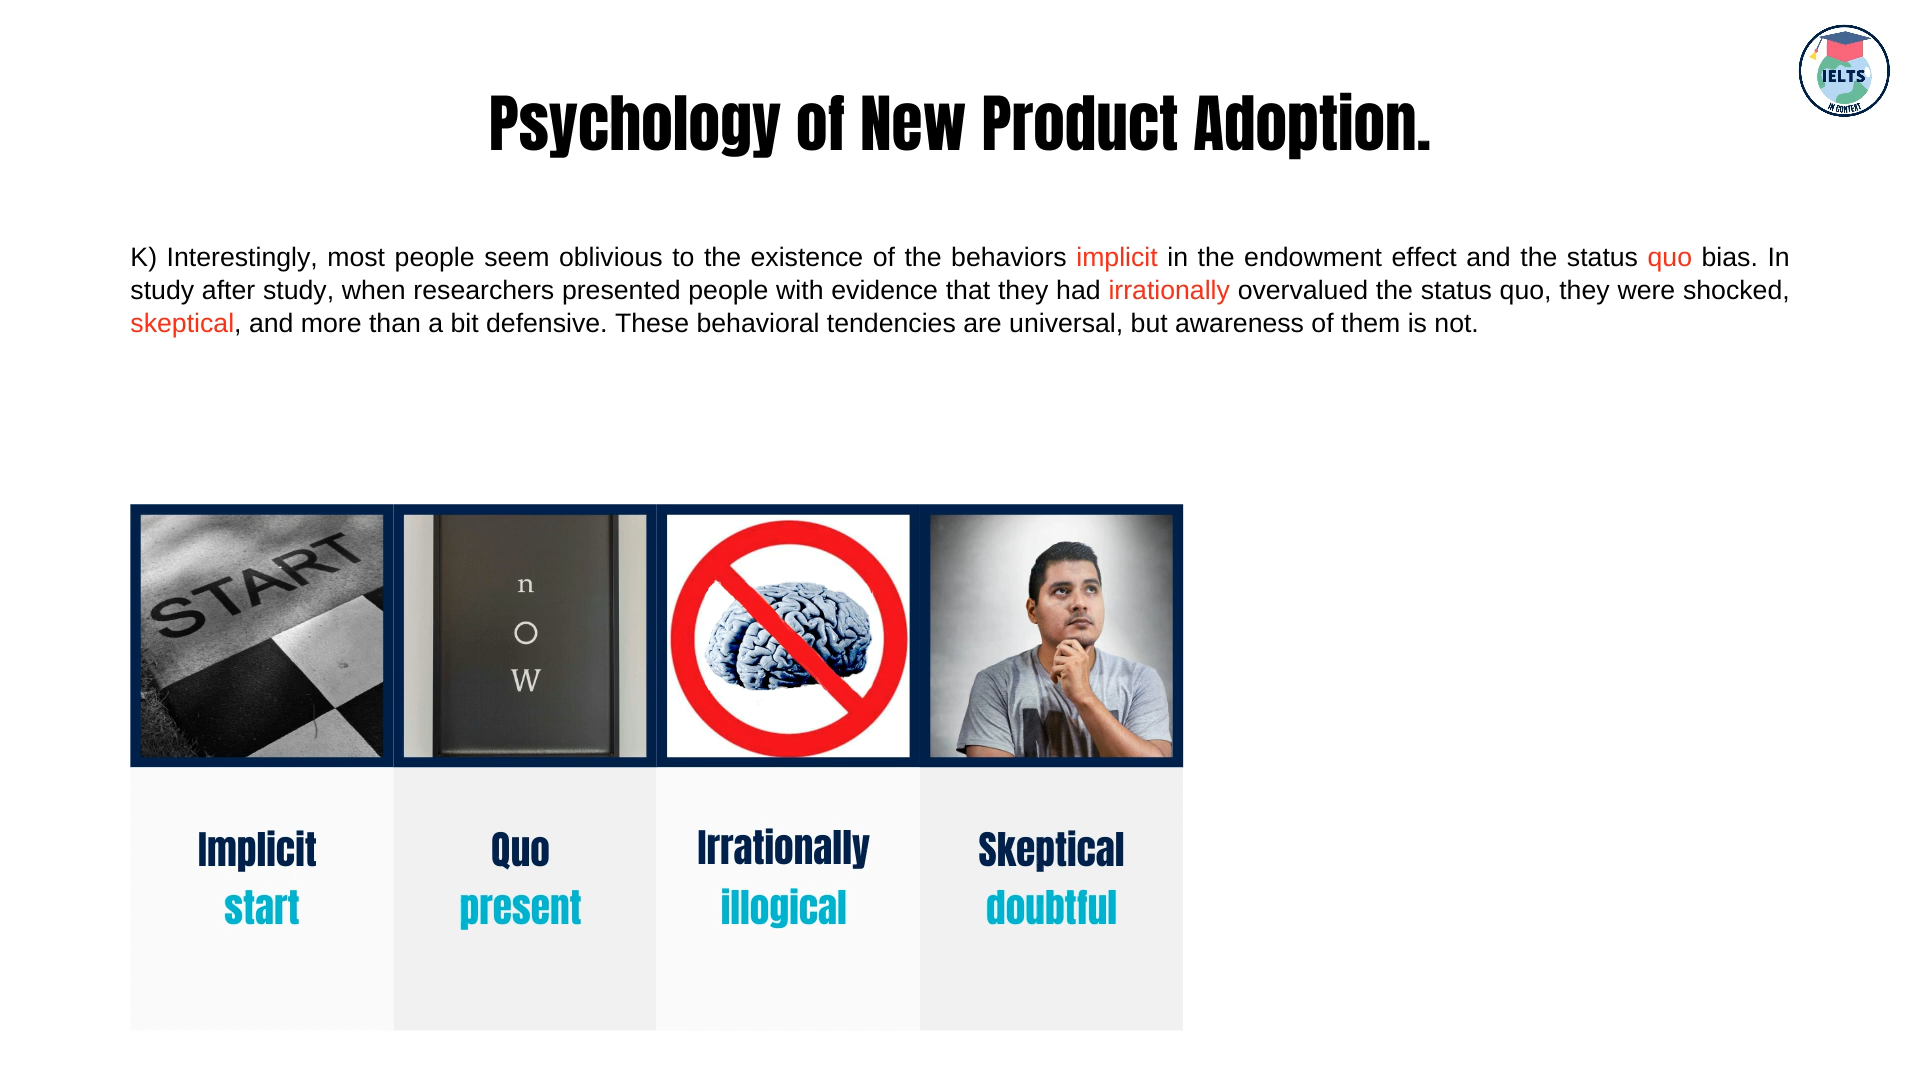 IELTS
IN CONTEXT
Psychology of New Product Adoption.
K) Interestingly, most people seem oblivious to the existence of the behaviors implicit in the endowment effect and the status quo bias. In
study after study, when researchers presented people with evidence that they had irrationally overvalued the status quo, they were shocked,
skeptical, and more than a bit defensive. These behavioral tendencies are universal, but awareness of them is not.
START
n
O
W
Implicit
start
Quo
present
Irrationally
illogical
Skeptical
doubtful